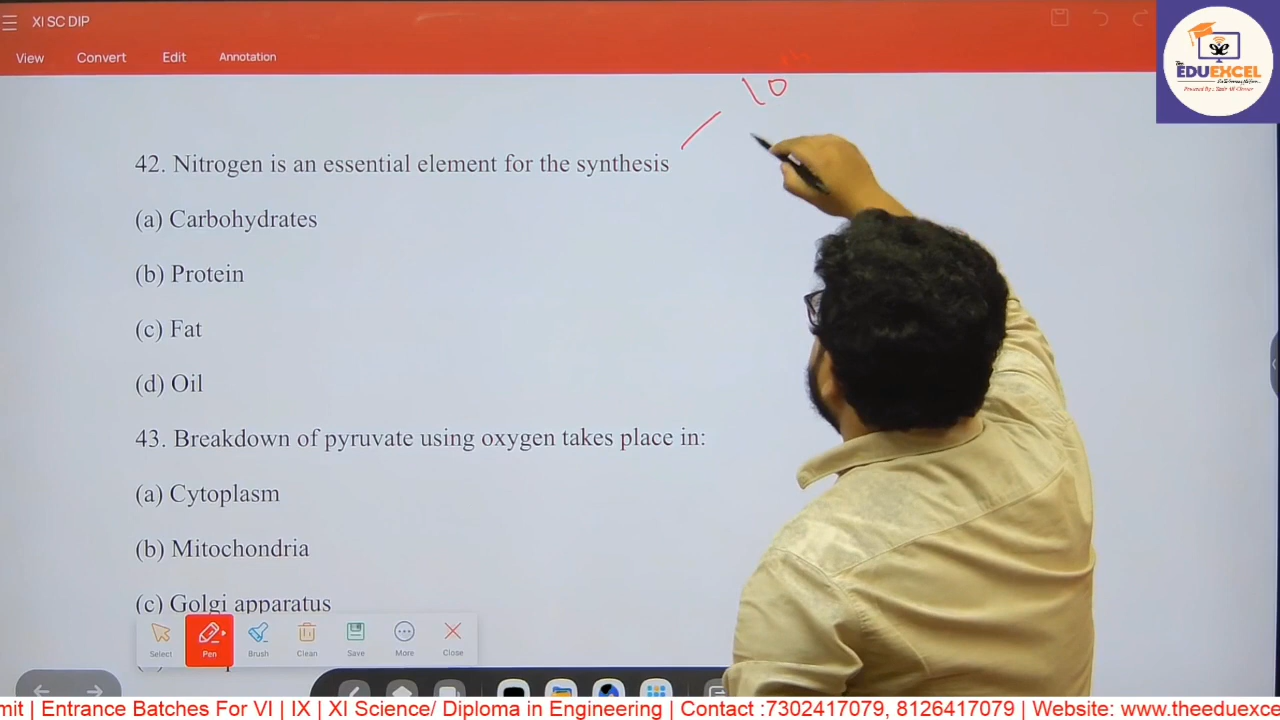 XI SC DIP
View Convert Edit Annotation
The
EDUEXCEL
10
42. Nitrogen is an essential element for the synthesis
(a) Carbohydrates
(b) Protein
(c) Fat
(d) Oil
43. Breakdown of pyruvate using oxygen takes place in:
(a) Cytoplasm
(b) Mitochondria
(c) Golgi apparatus
Select Pen Brush Clean Save More Close
mit | Entrance Batches For VI | IX | XI Science/ Diploma in Engineering | Contact :7302417079, 8126417079 | Website: www.theeduexce